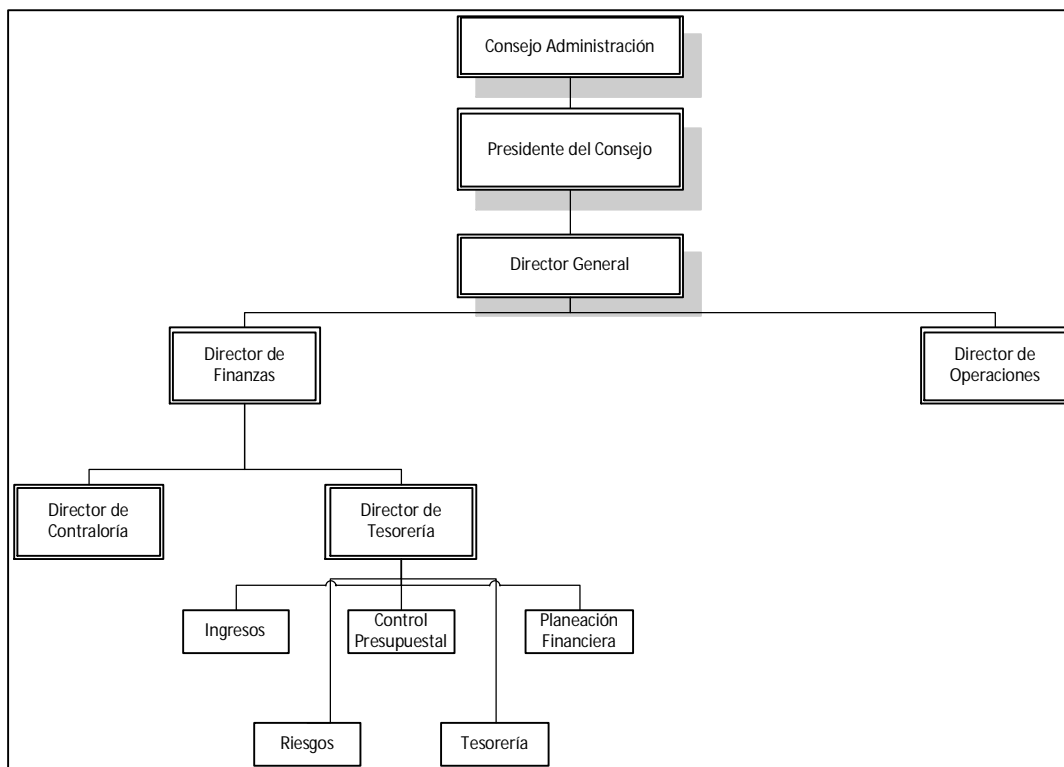 Consejo Administración
Presidente del Consejo
Director General
Director de
Finanzas
Director de
Operaciones
Director de
Contraloría
Director de
Tesorería
Ingresos
Control
Presupuestal
Planeación
Financiera
Riesgos
Tesorería